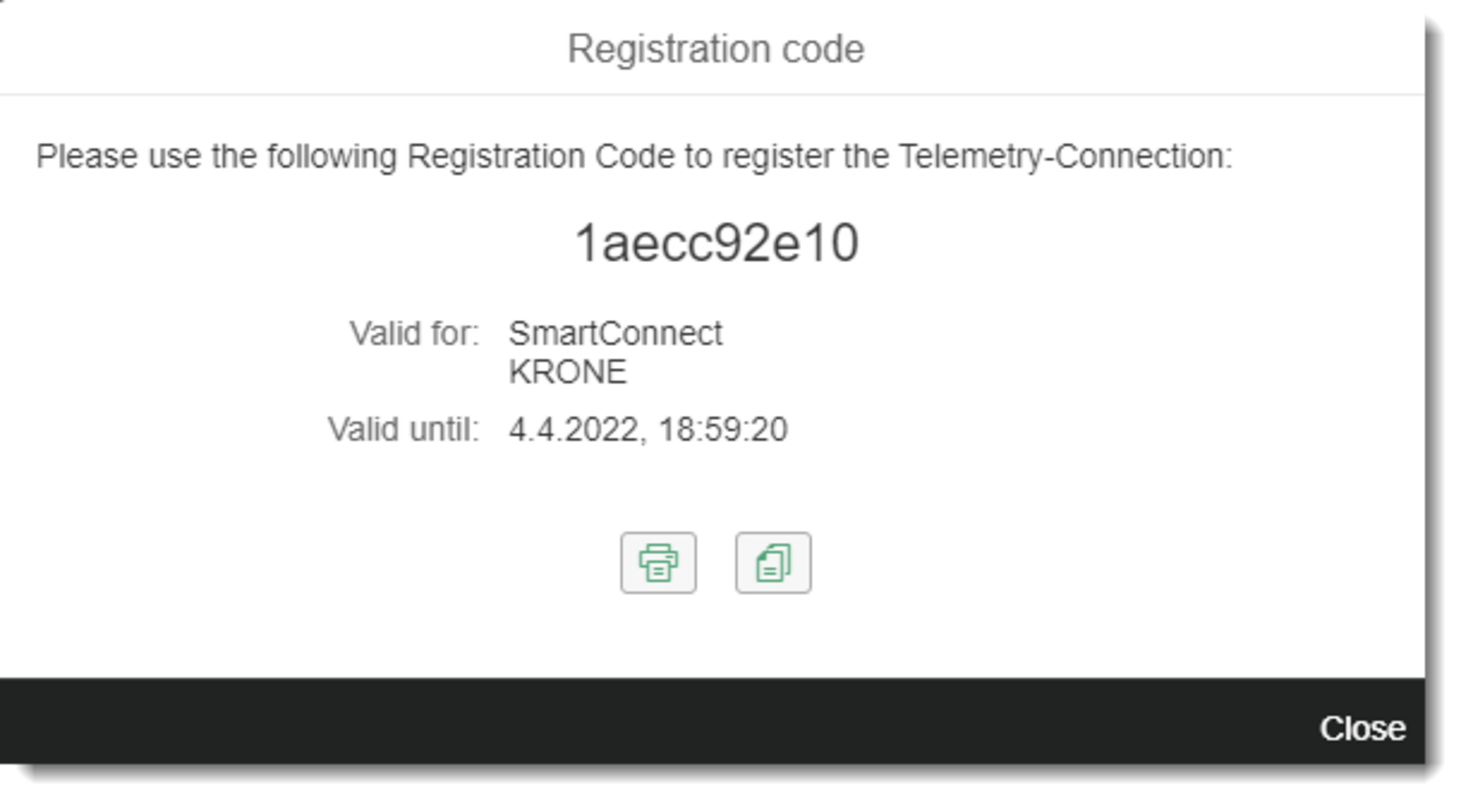 Registration code
Please use the following Registration Code to register the Telemetry-Connection:
1aecc92e10
Valid for: SmartConnect
KRONE
Valid until: 4.4.2022, 18:59:20
Close